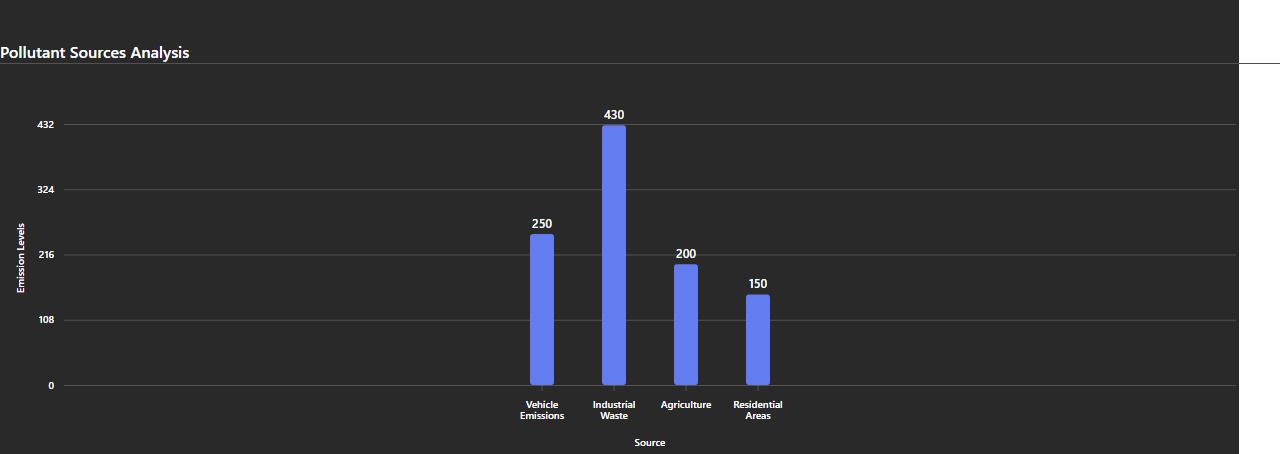 Pollutant Sources Analysis
430
432
324
250
216
200
150
108
0
Emission Levels
Vehicle
Emissions
Industrial
Waste
Agriculture
Residential
Areas
Source